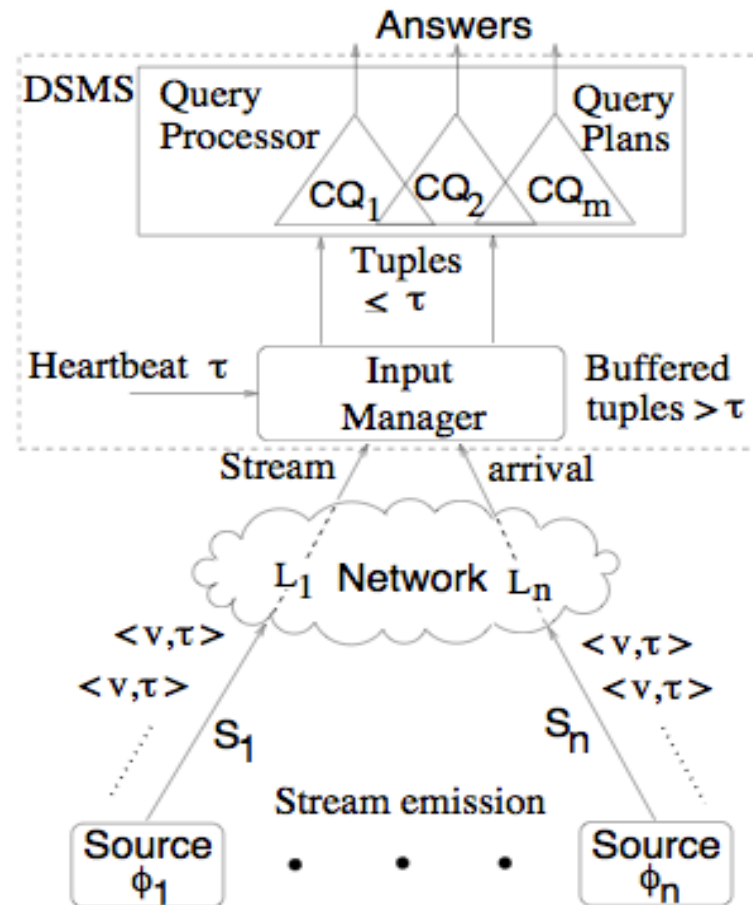 Answers
DSMS
Query
Processor
Query
Plans
CQ₁
CQ₂
CQₘ
Tuples
≤ τ
Heartbeat τ
Input
Manager
Buffered
tuples > τ
Stream
arrival
L₁
Network
Lₙ
<v,τ>
<v,τ>
<v,τ>
<v,τ>
S₁
Sₙ
Stream emission
Source
ϕ₁
Source
ϕₙ